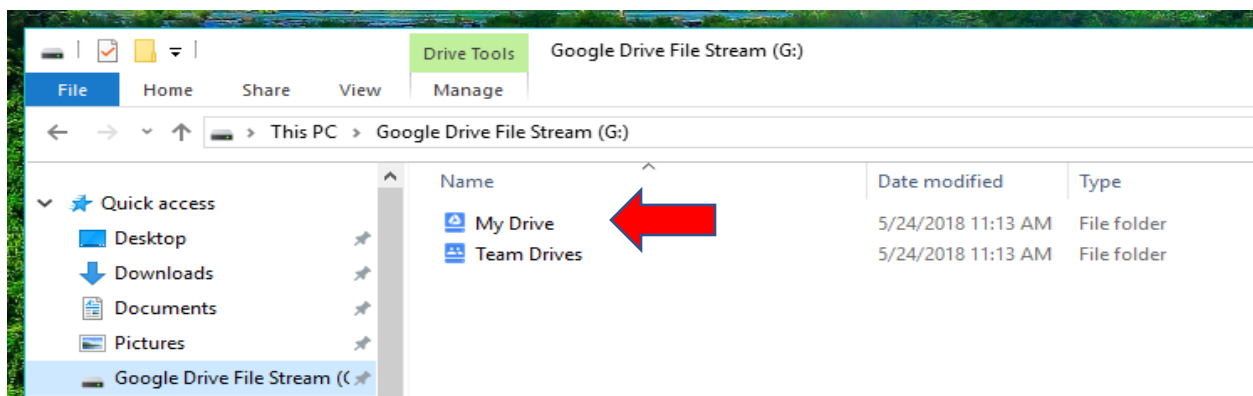 Drive Tools Google Drive File Stream (G:)
File Home Share View Manage
This PC > Google Drive File Stream (G:)
Name Date modified Type
Quick access
My Drive 5/24/2018 11:13 AM File folder
Desktop
Team Drives 5/24/2018 11:13 AM File folder
Downloads
Documents
Pictures
Google Drive File Stream ((